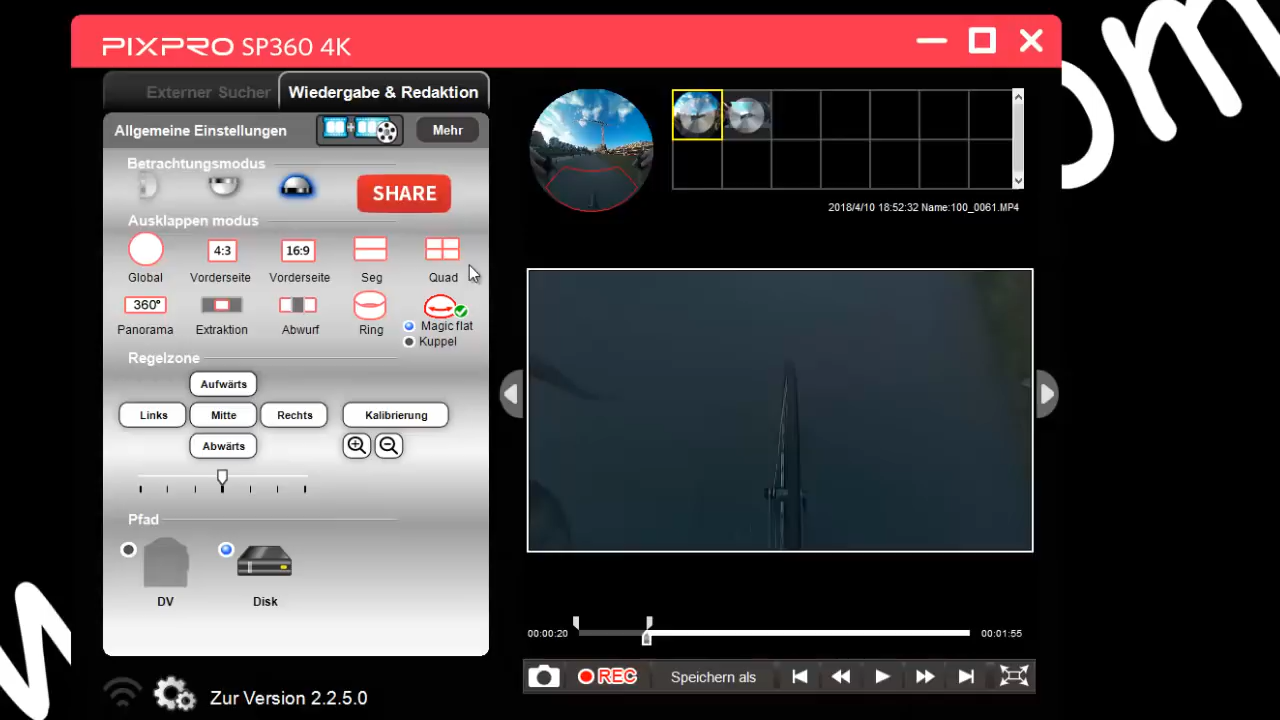 PIXPRO SP360 4K
Externer Sucher
Wiedergabe & Redaktion
Allgemeine Einstellungen
Mehr
Betrachtungsmodus
SHARE
Ausklappen modus
4:3
16:9
Global
Vorderseite
Vorderseite
Seg
Quad
360°
Panorama
Extraktion
Abwurf
Ring
Magic flat
Kuppel
Regelzone
Aufwärts
Links
Mitte
Rechts
Kalibrierung
Abwärts
Pfad
DV
Disk
Zur Version 2.2.5.0
2018/4/10 18:52:32 Name:100_0061.MP4
00:00:20
00:01:55
REC
Speichern als